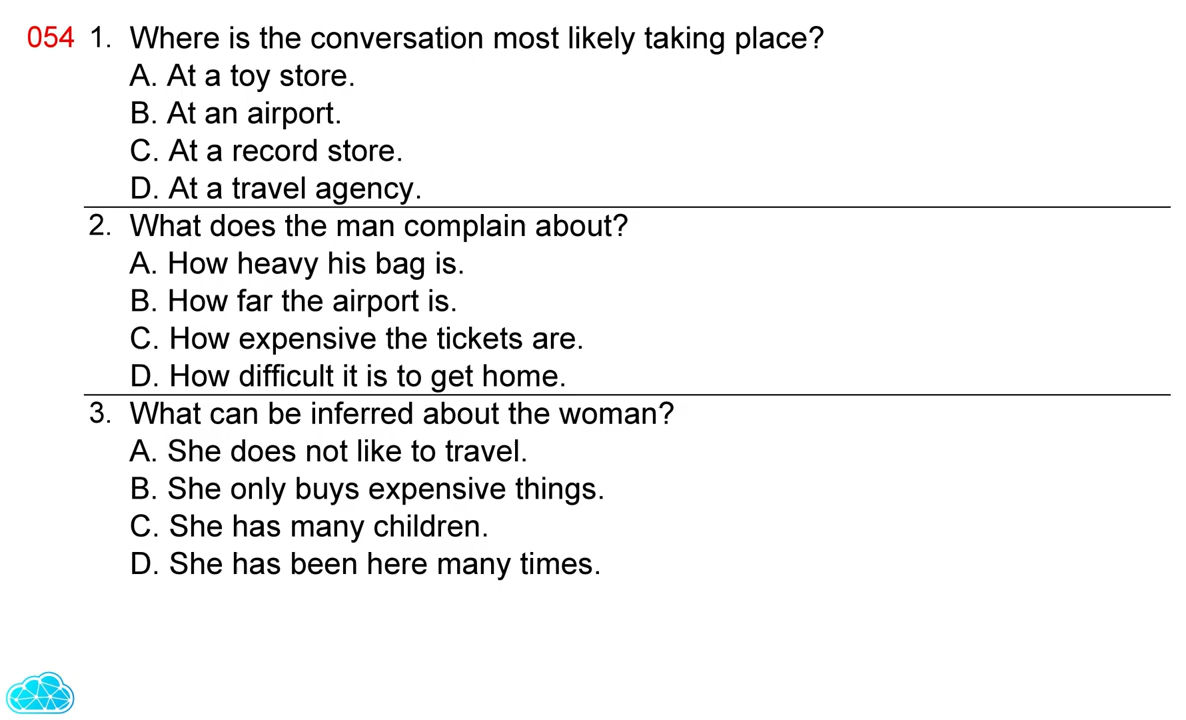 054 1. Where is the conversation most likely taking place?
A. At a toy store.
B. At an airport.
C. At a record store.
D. At a travel agency.
2. What does the man complain about?
A. How heavy his bag is.
B. How far the airport is.
C. How expensive the tickets are.
D. How difficult it is to get home.
3. What can be inferred about the woman?
A. She does not like to travel.
B. She only buys expensive things.
C. She has many children.
D. She has been here many times.